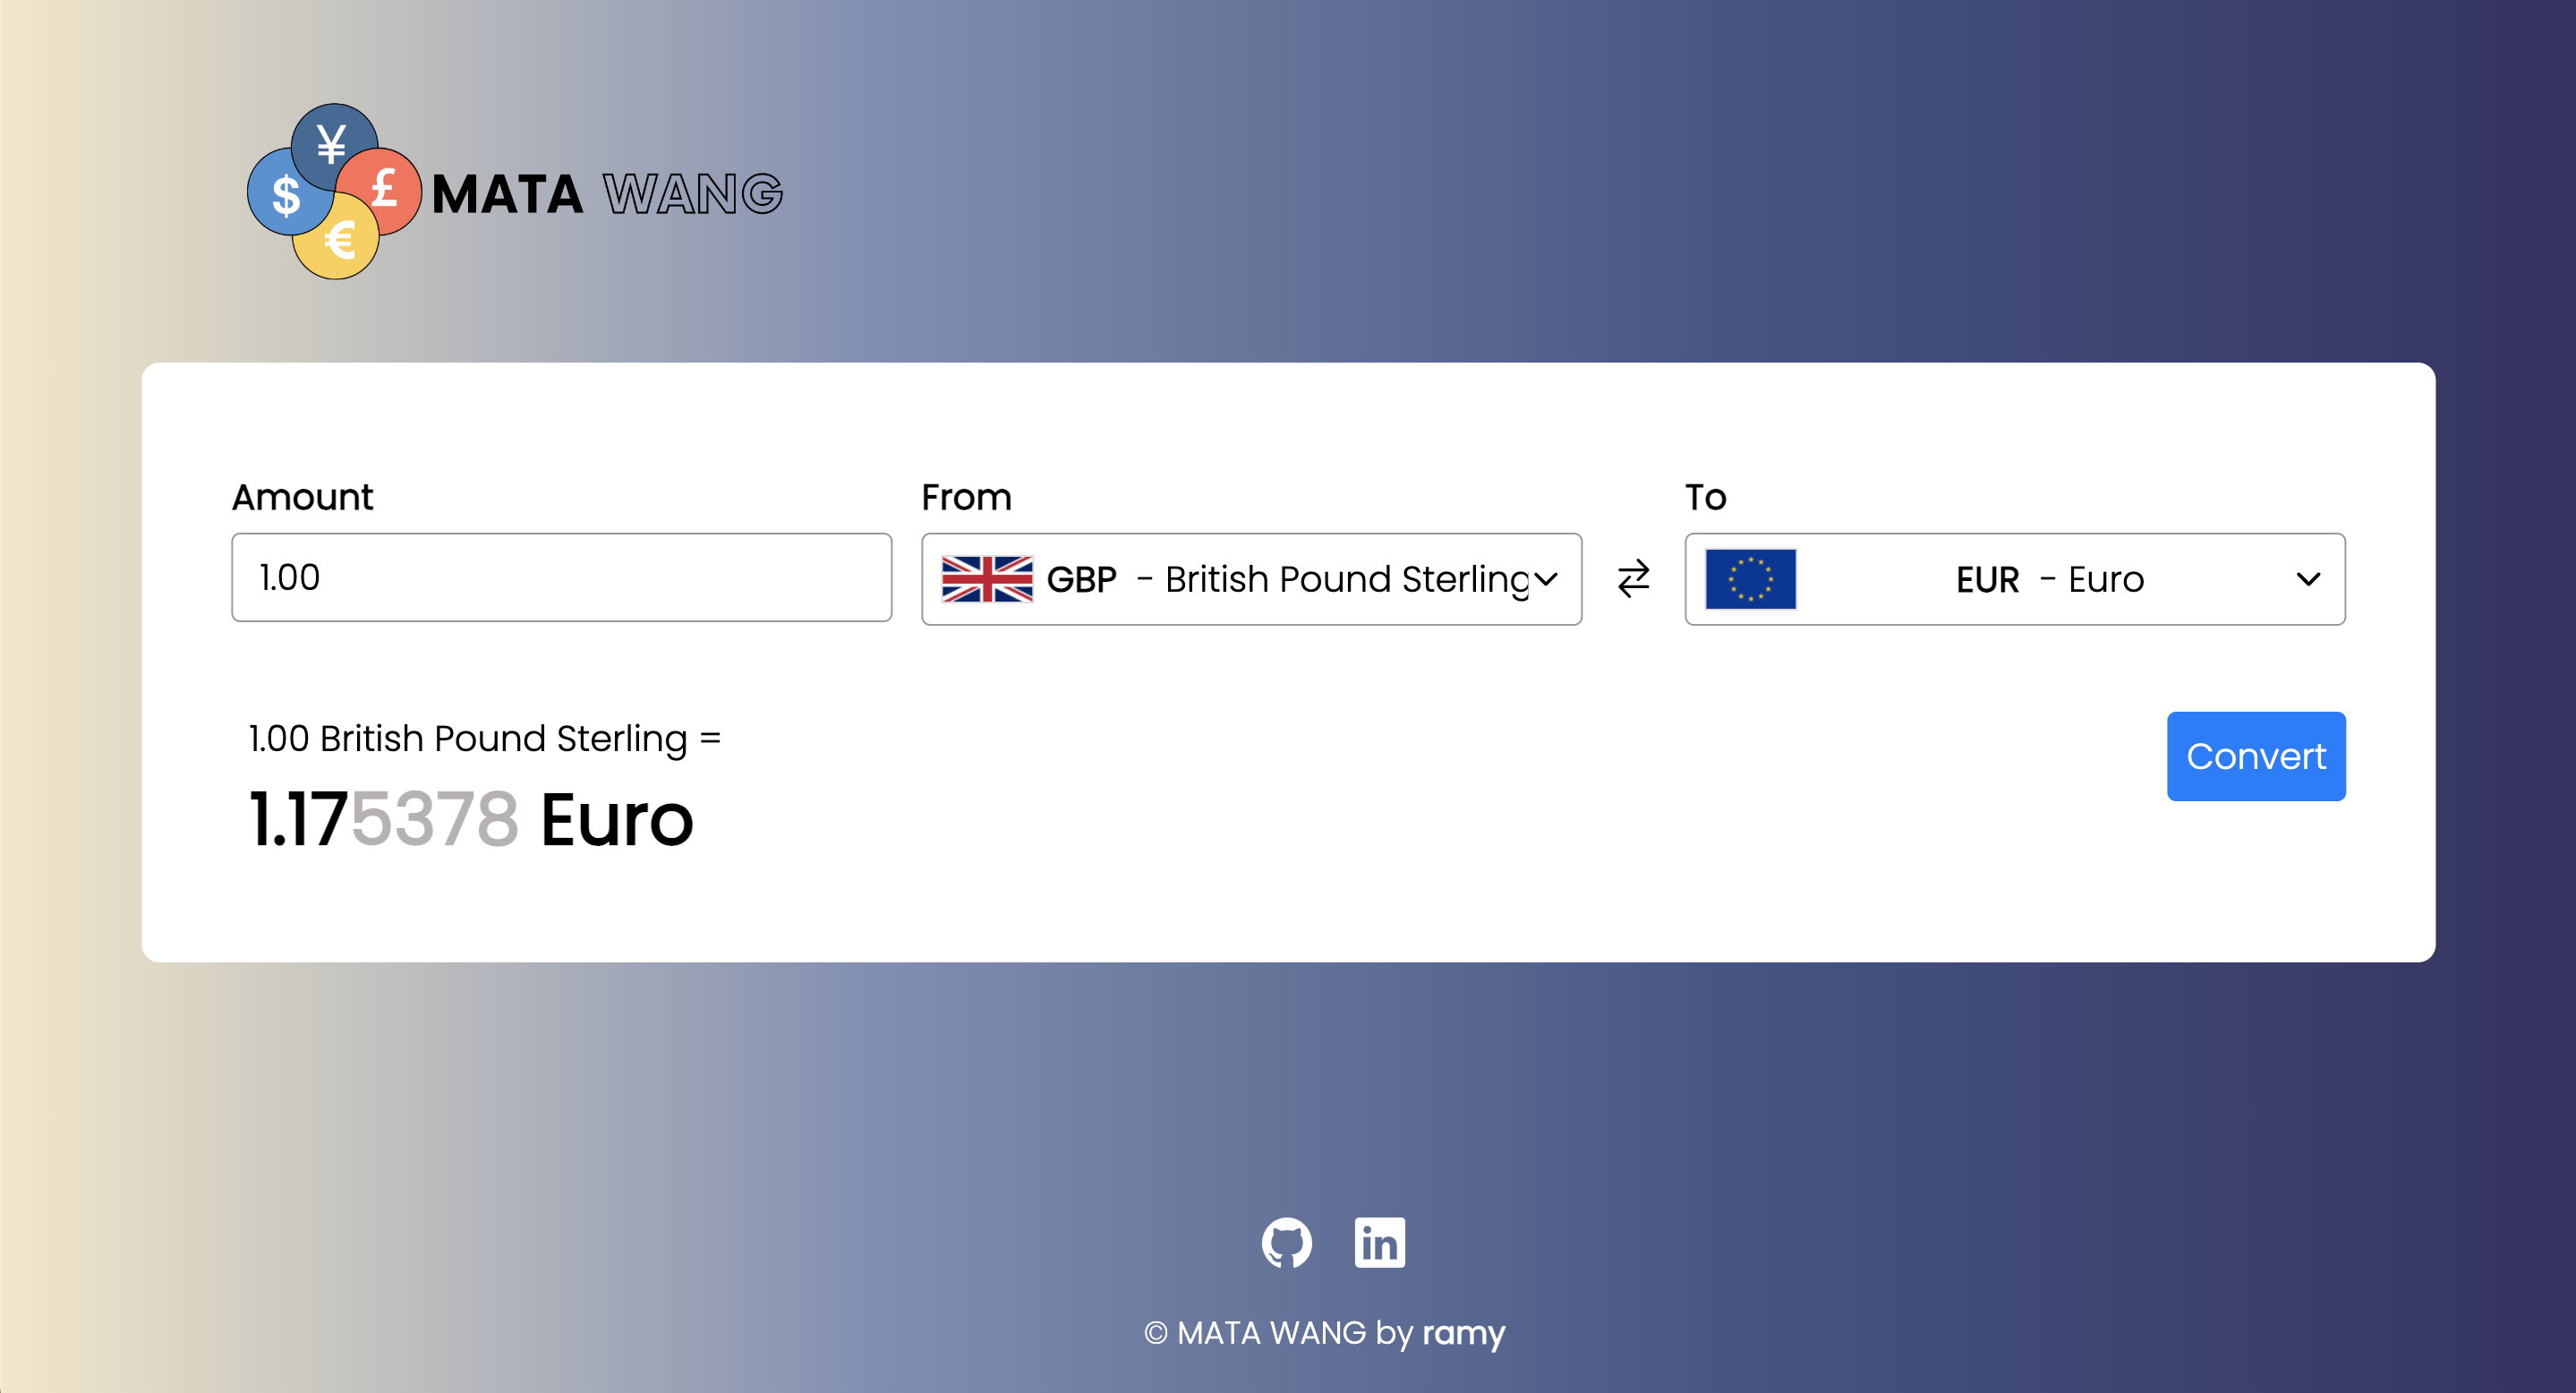 ¥
$ £
€
MATA WANG
Amount
From
To
1.00
GBP - British Pound Sterling
EUR - Euro
1.00 British Pound Sterling =
1.175378 Euro
Convert
in
© MATA WANG by ramy